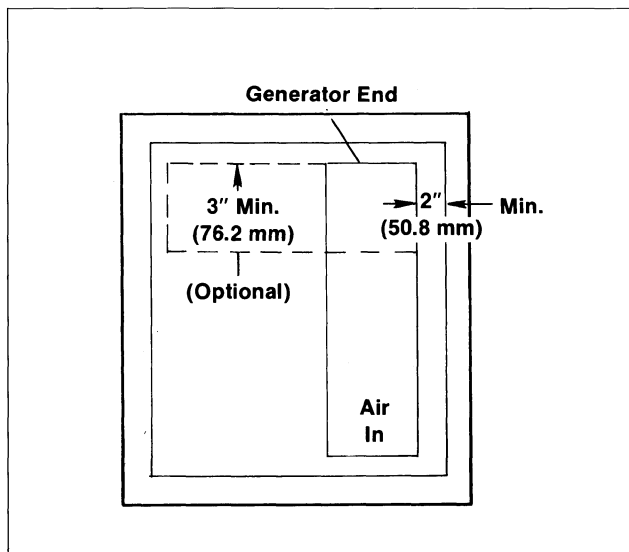 Generator End
3″ Min.
(76.2 mm)
2″
Min.
(50.8 mm)
(Optional)
Air
In